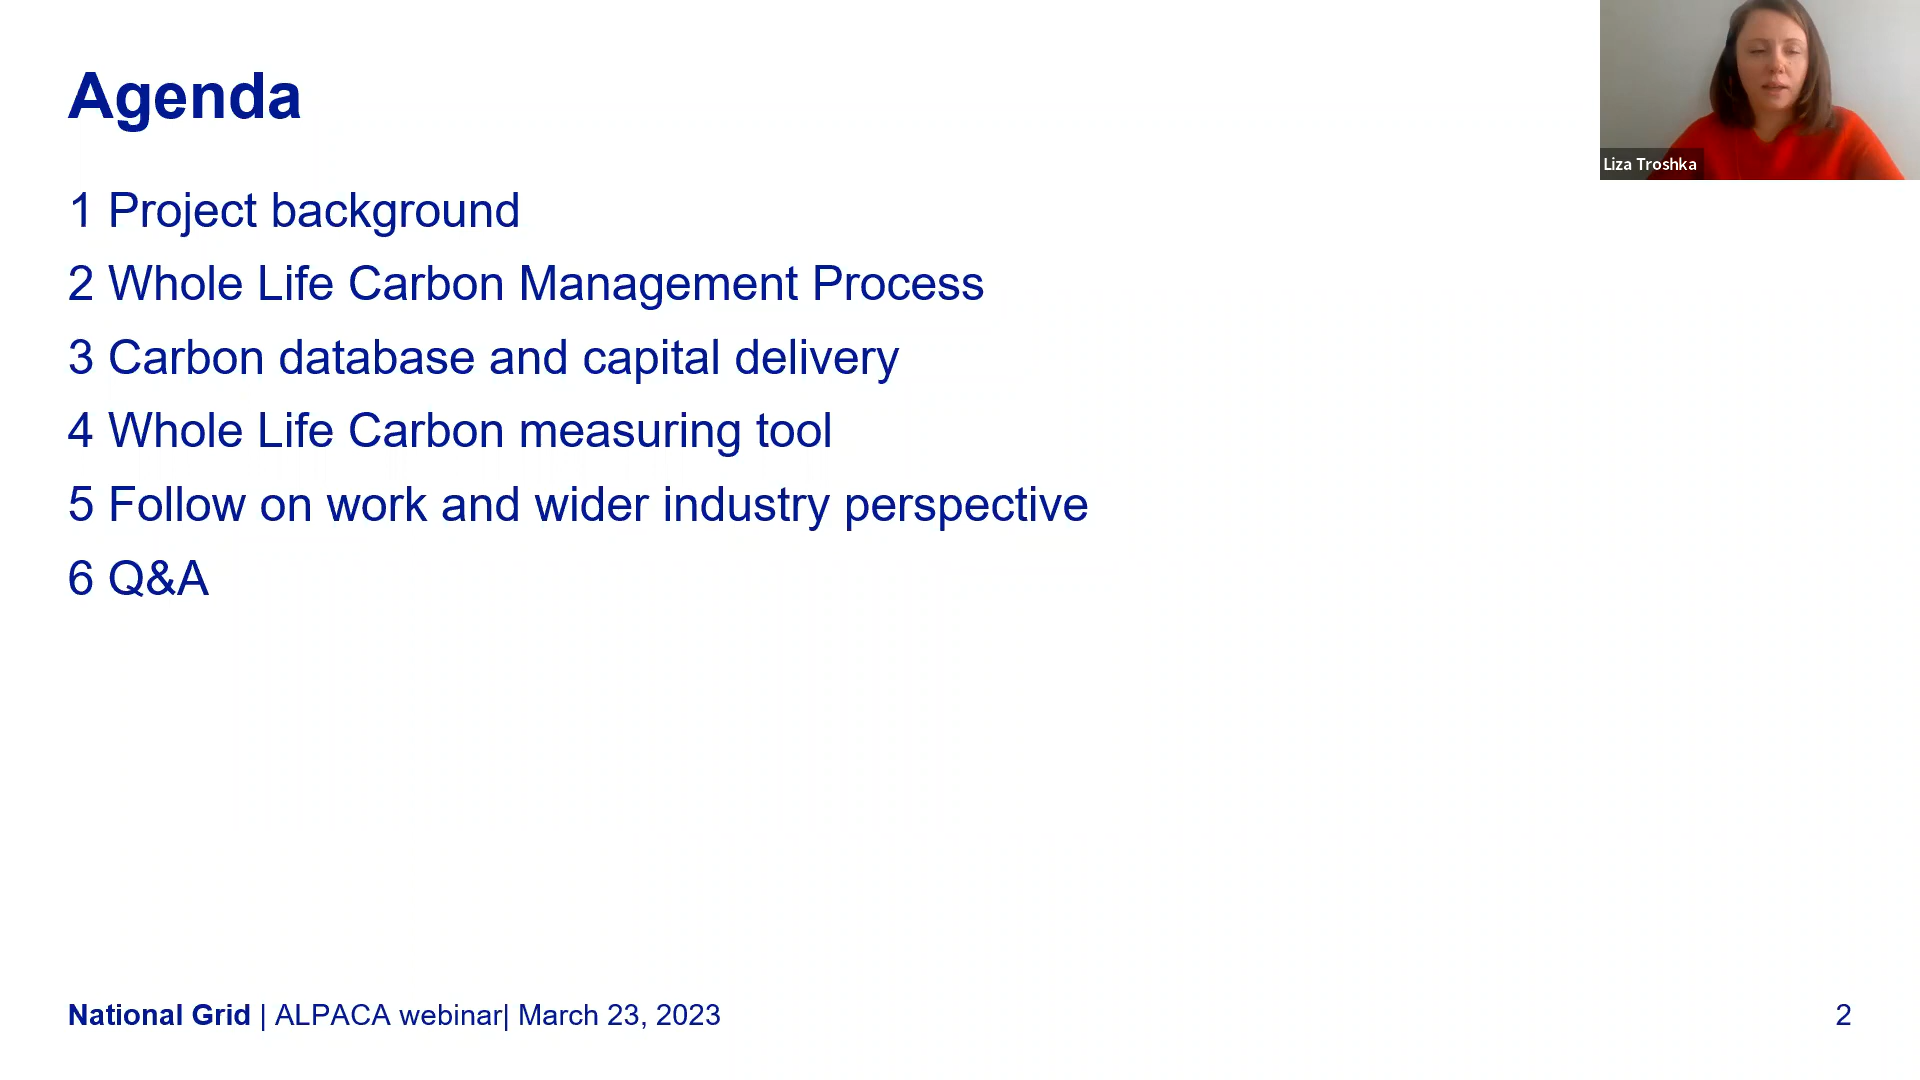 Agenda
Liza Troshka
1 Project background
2 Whole Life Carbon Management Process
3 Carbon database and capital delivery
4 Whole Life Carbon measuring tool
5 Follow on work and wider industry perspective
6 Q&A
National Grid | ALPACA webinar| March 23, 2023
2